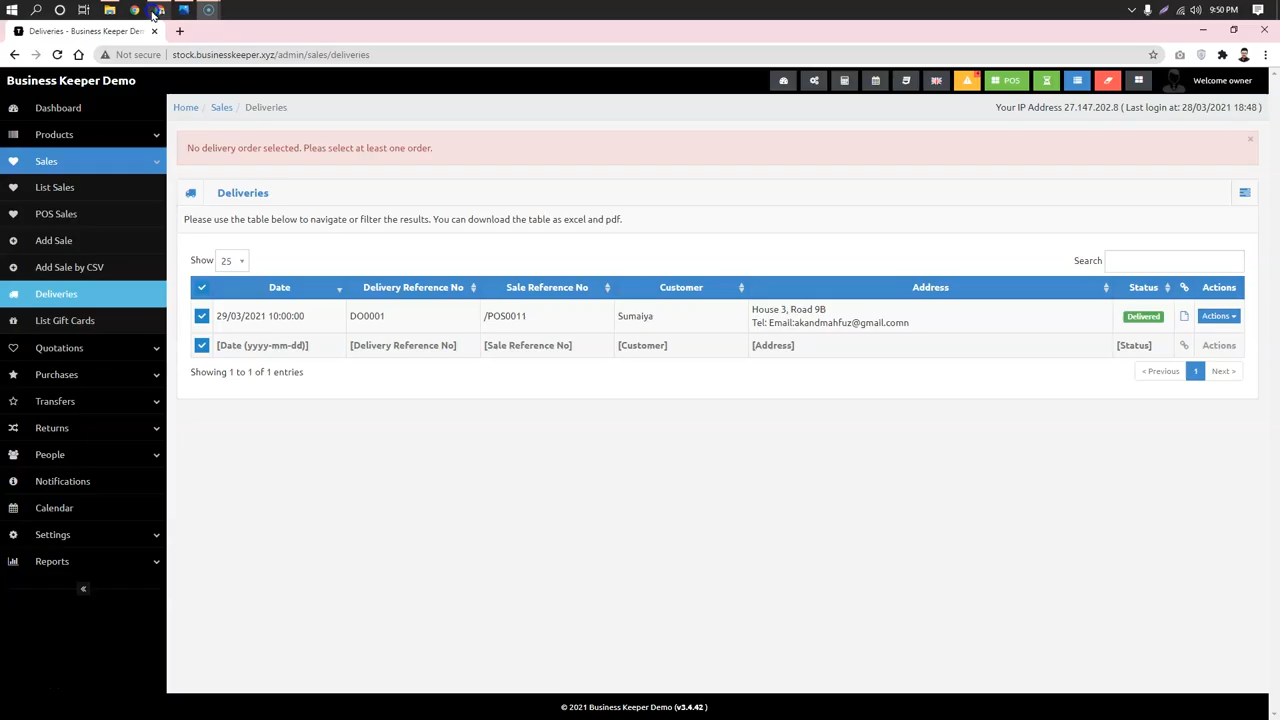 9:50 PM
Deliveries - Business Keeper Dem
Not secure
stock.businesskeeper.xyz/admin/sales/deliveries
Business Keeper Demo
POS
Welcome owner
Dashboard
Home / Sales / Deliveries
Your IP Address 27.147.202.8 ( Last login at: 28/03/2021 18:48 )
Products
No delivery order selected. Pleas select at least one order.
×
Sales
List Sales
Deliveries
POS Sales
Please use the table below to navigate or filter the results. You can download the table as excel and pdf.
Add Sale
Add Sale by CSV
Show 25
Search
Deliveries
Date
Delivery Reference No
Sale Reference No
Customer
Address
Status
Actions
List Gift Cards
29/03/2021 10:00:00
DO0001
/POS0011
Sumaiya
House 3, Road 9B
Tel: Email:akandmahfuz@gmail.comn
Delivered
Actions
Quotations
[Date (yyyy-mm-dd)]
[Delivery Reference No]
[Sale Reference No]
[Customer]
[Address]
[Status]
Actions
Purchases
Showing 1 to 1 of 1 entries
< Previous 1 Next >
Transfers
Returns
People
Notifications
Calendar
Settings
Reports
«
© 2021 Business Keeper Demo (v3.4.42 )